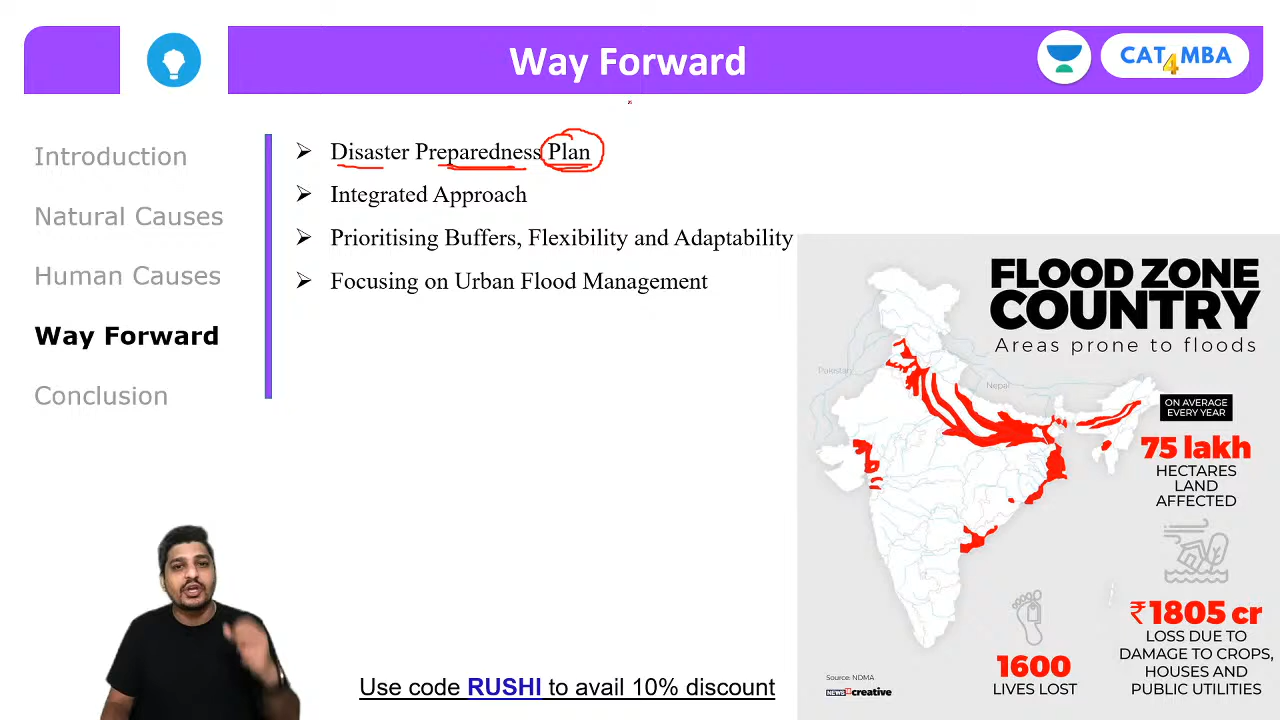 Way Forward
CAT4MBA
Introduction
Natural Causes
Human Causes
Way Forward
Conclusion
Disaster Preparedness Plan
Integrated Approach
Prioritising Buffers, Flexibility and Adaptability
Focusing on Urban Flood Management
FLOOD ZONE
COUNTRY
Areas prone to floods
Pakistan
Nepal
ON AVERAGE
EVERY YEAR
75 lakh
HECTARES
LAND
AFFECTED
₹1805 cr
LOSS DUE TO
DAMAGE TO CROPS,
HOUSES AND
PUBLIC UTILITIES
1600
LIVES LOST
Source: NDMA
NEWS18 creative
Use code RUSHI to avail 10% discount